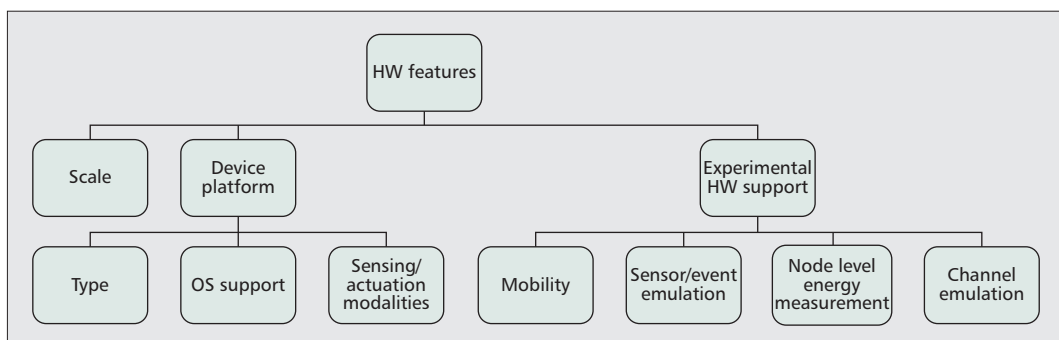 HW features
Scale
Device
platform
Experimental
HW support
Type
OS support
Sensing/
actuation
modalities
Mobility
Sensor/event
emulation
Node level
energy
measurement
Channel
emulation